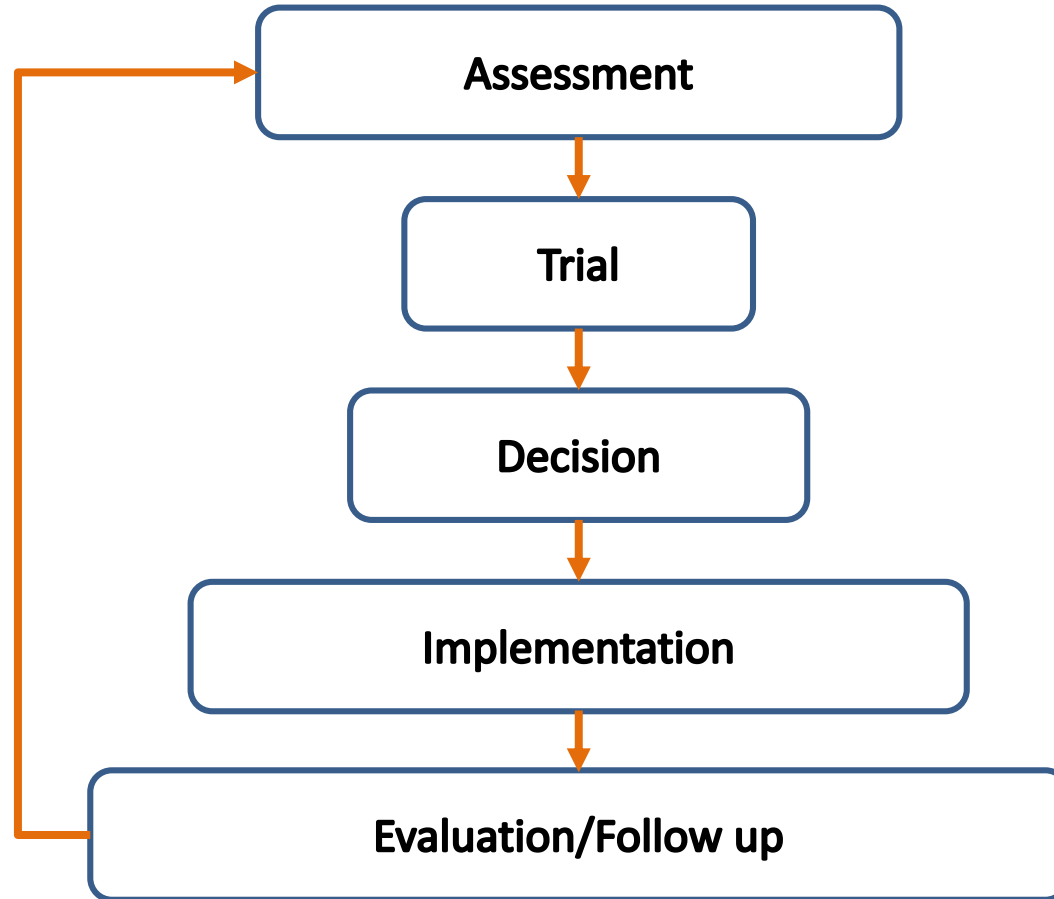 Assessment
Trial
Decision
Implementation
Evaluation/Follow up